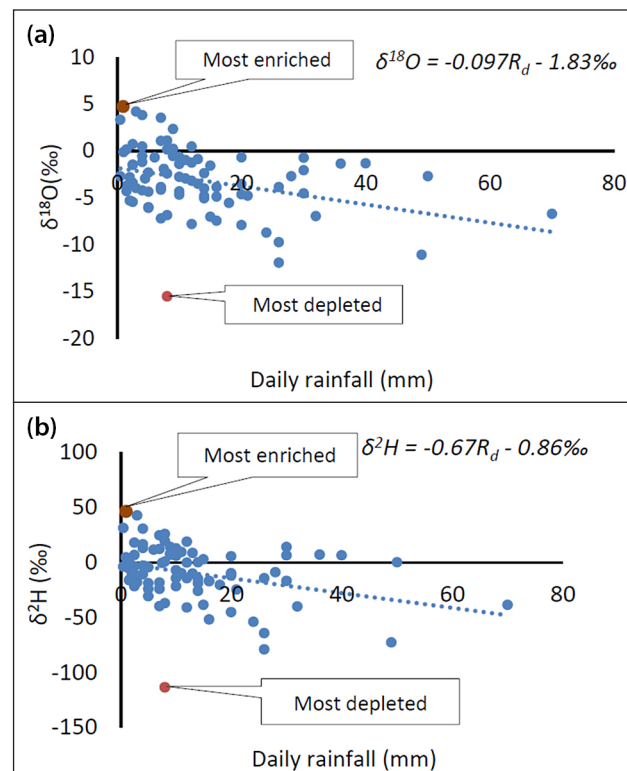 (a)
Most enriched
δ¹⁸O = -0.097R_d - 1.83‰
10
5
0
-5
-10
-15
-20
0
20
40
60
80
δ¹⁸O(‰)
Most depleted
Daily rainfall (mm)
(b)
Most enriched
δ²H = -0.67R_d - 0.86‰
100
50
0
-50
-100
-150
0
20
40
60
80
δ²H (‰)
Most depleted
Daily rainfall (mm)